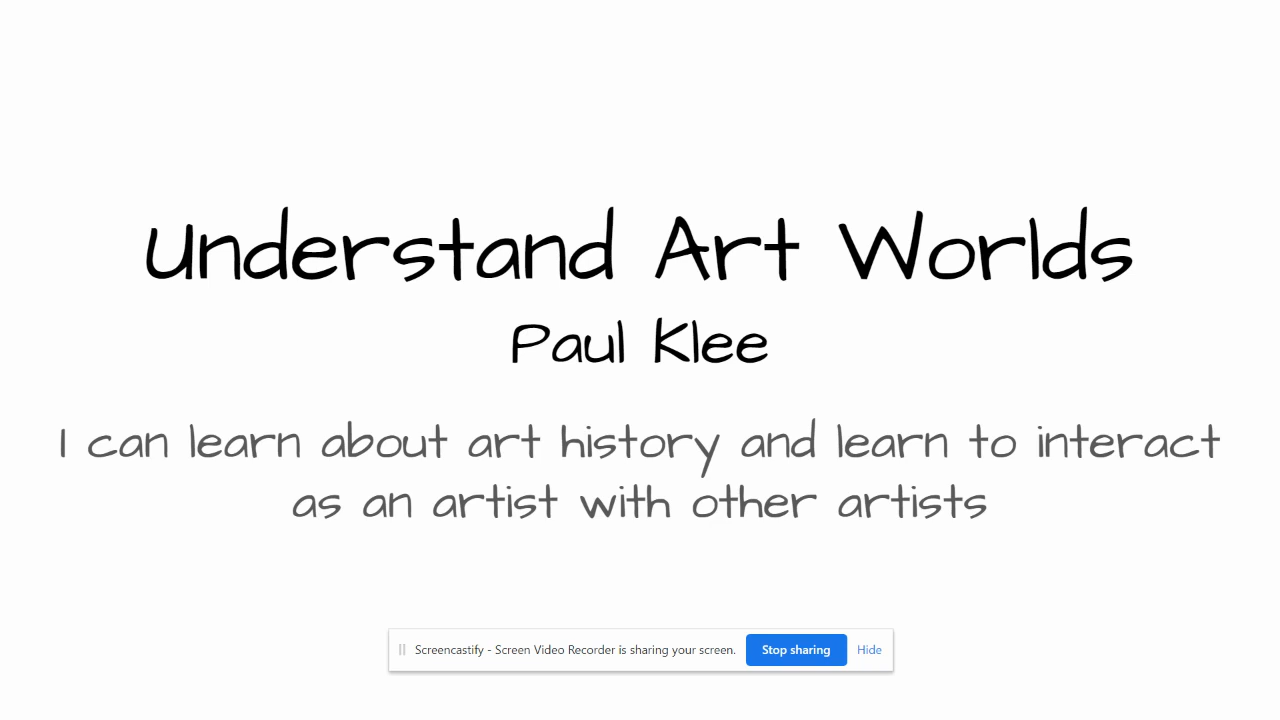 Understand Art Worlds
Paul Klee
I can learn about art history and learn to interact
as an artist with other artists
Screencastify - Screen Video Recorder is sharing your screen. Stop sharing Hide